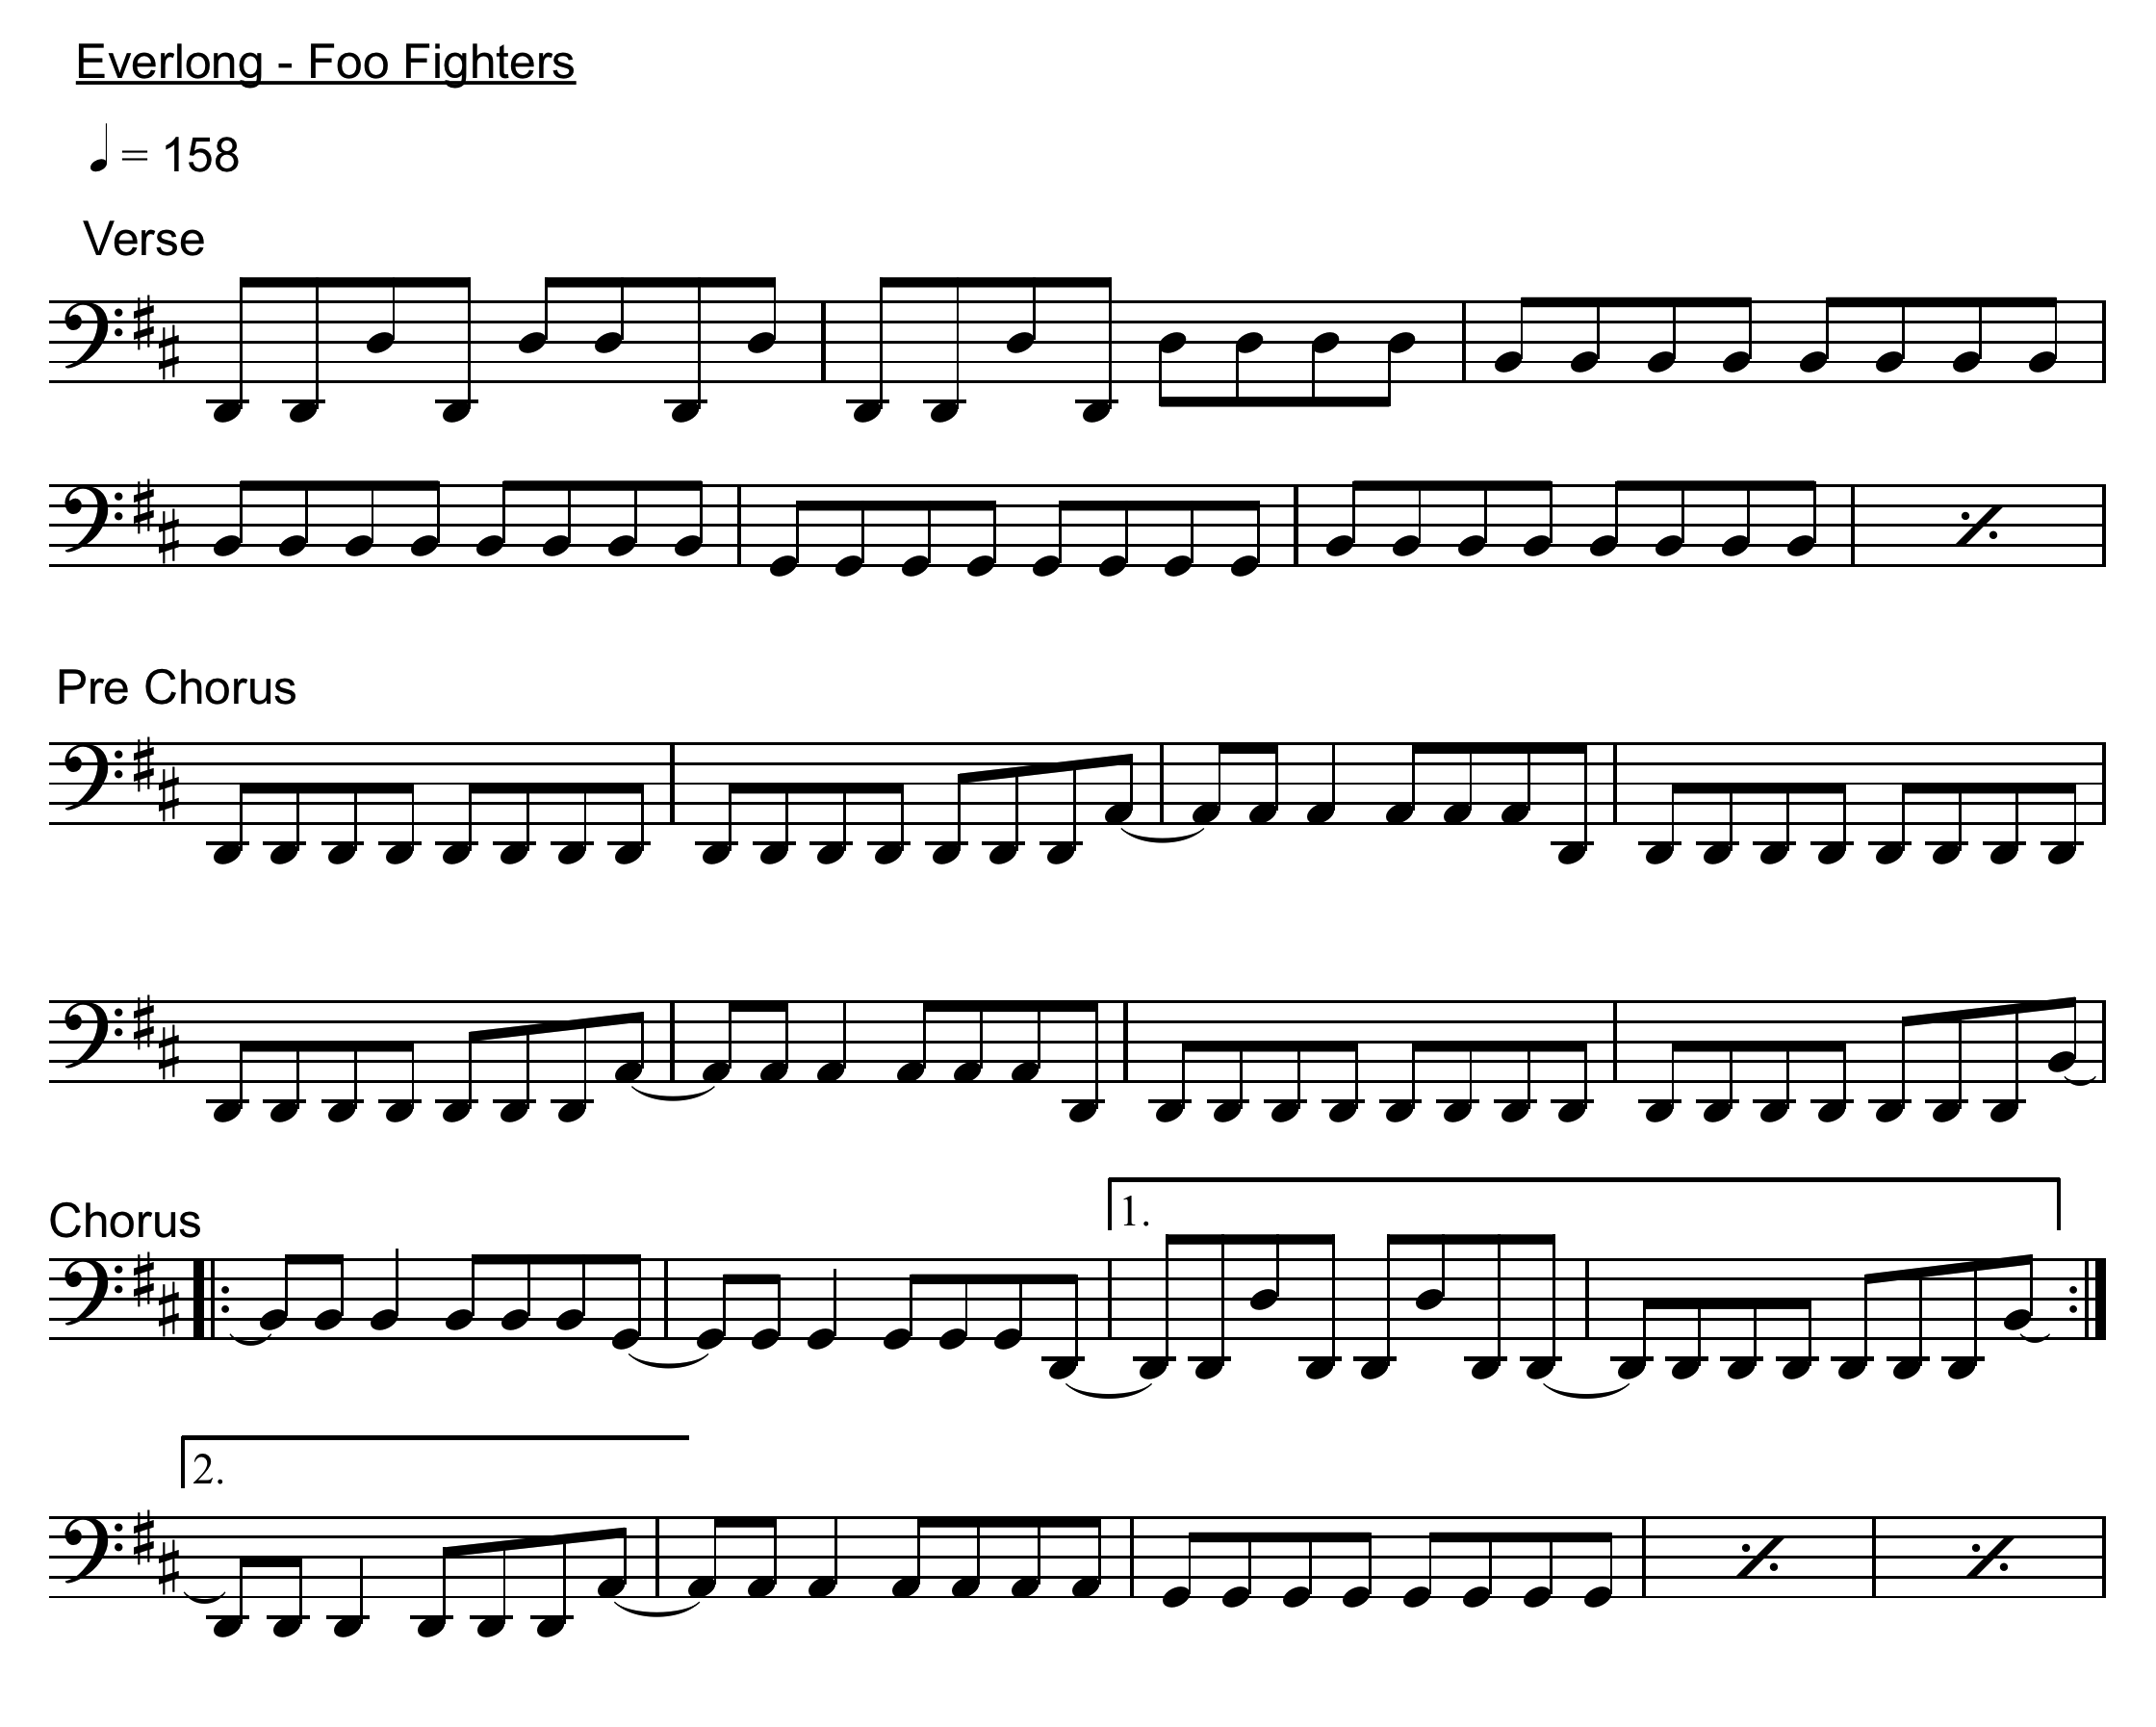 Everlong - Foo Fighters
♩ = 158
Verse
Pre Chorus
Chorus
1.
2.